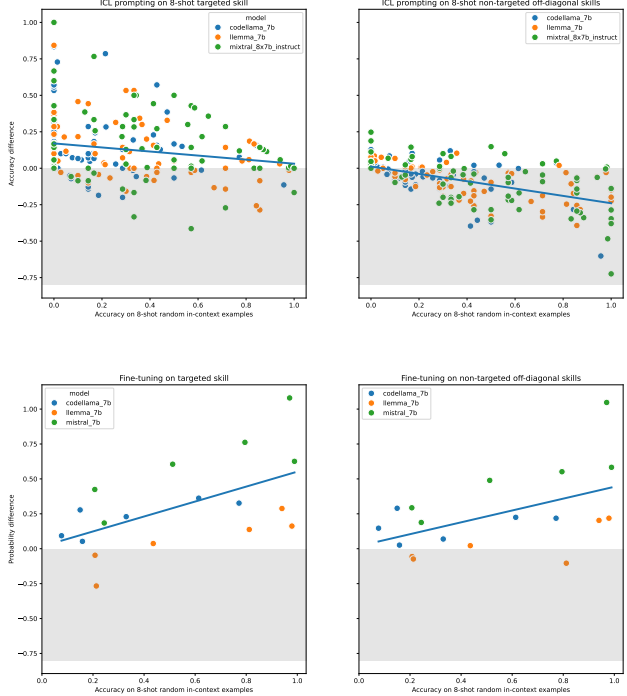 ICL prompting on 8-shot targeted skill
model
codellama_7b
llemma_7b
mixtral_8x7b_instruct
Accuracy difference
1.00
0.75
0.50
0.25
0.00
−0.25
−0.50
−0.75
0.0 0.2 0.4 0.6 0.8 1.0
Accuracy on 8-shot random in-context examples
ICL prompting on 8-shot non-targeted off-diagonal skills
codellama_7b
llemma_7b
mixtral_8x7b_instruct
0.0 0.2 0.4 0.6 0.8 1.0
Accuracy on 8-shot random in-context examples
Fine-tuning on targeted skill
model
codellama_7b
llemma_7b
mistral_7b
Probability difference
1.00
0.75
0.50
0.25
0.00
−0.25
−0.50
−0.75
0.0 0.2 0.4 0.6 0.8 1.0
Accuracy on 8-shot random in-context examples
Fine-tuning on non-targeted off-diagonal skills
codellama_7b
llemma_7b
mistral_7b
0.0 0.2 0.4 0.6 0.8 1.0
Accuracy on 8-shot random in-context examples